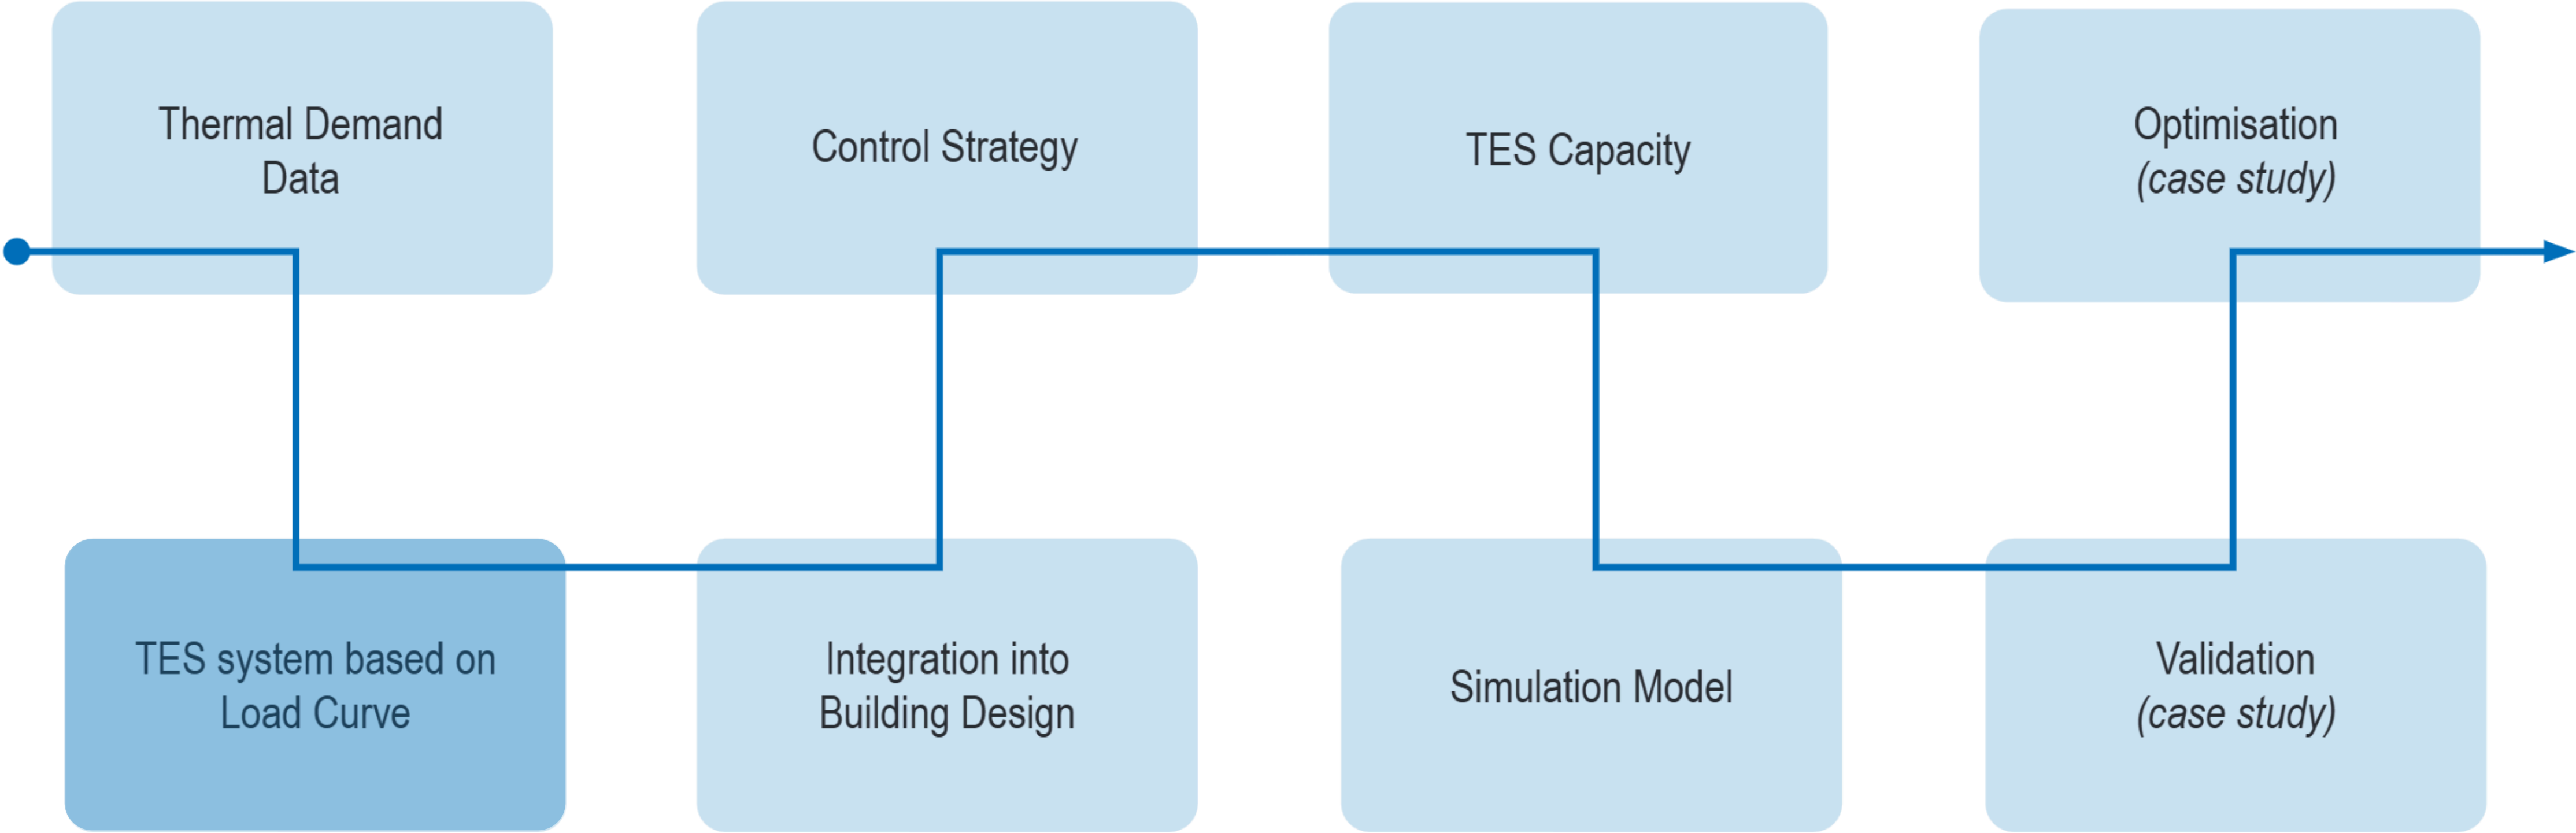 Thermal Demand
Data
Control Strategy
TES Capacity
Optimisation
(case study)
TES system based on
Load Curve
Integration into
Building Design
Simulation Model
Validation
(case study)